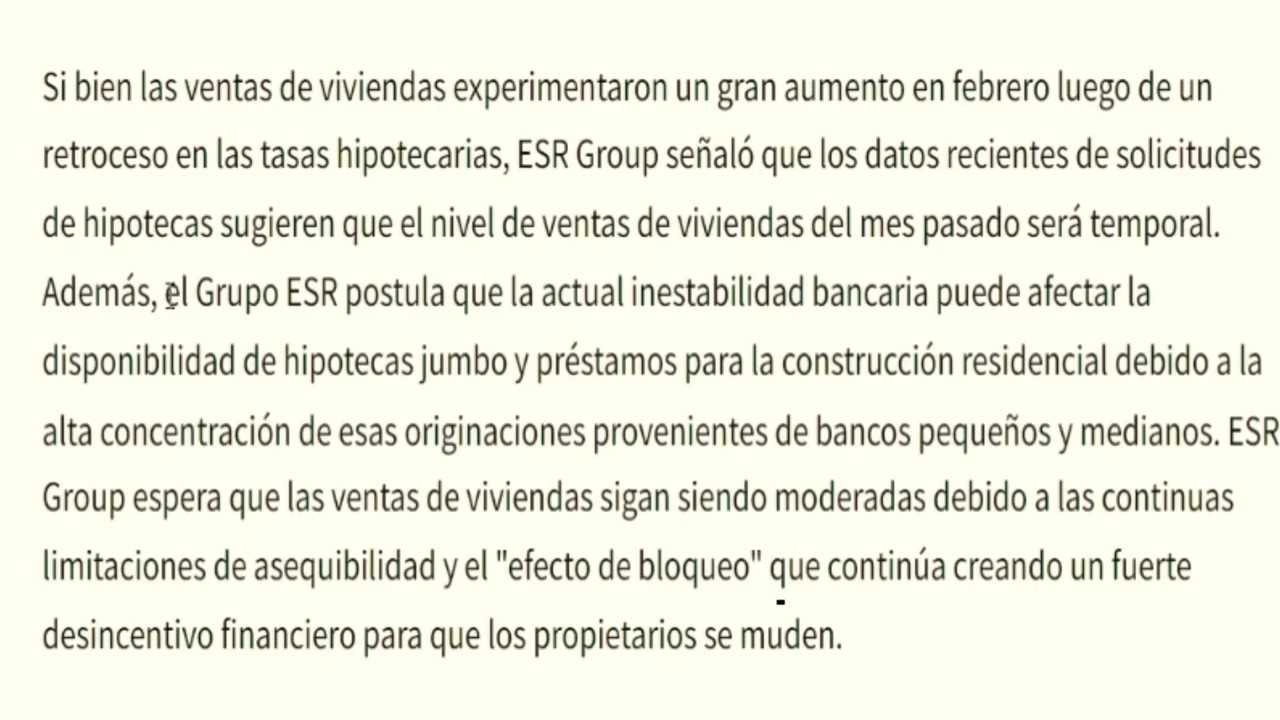 Si bien las ventas de viviendas experimentaron un gran aumento en febrero luego de un
retroceso en las tasas hipotecarias, ESR Group señaló que los datos recientes de solicitudes
de hipotecas sugieren que el nivel de ventas de viviendas del mes pasado será temporal.
Además, el Grupo ESR postula que la actual inestabilidad bancaria puede afectar la
disponibilidad de hipotecas jumbo y préstamos para la construcción residencial debido a la
alta concentración de esas originaciones provenientes de bancos pequeños y medianos. ESR
Group espera que las ventas de viviendas sigan siendo moderadas debido a las continuas
limitaciones de asequibilidad y el "efecto de bloqueo" que continúa creando un fuerte
desincentivo financiero para que los propietarios se muden.